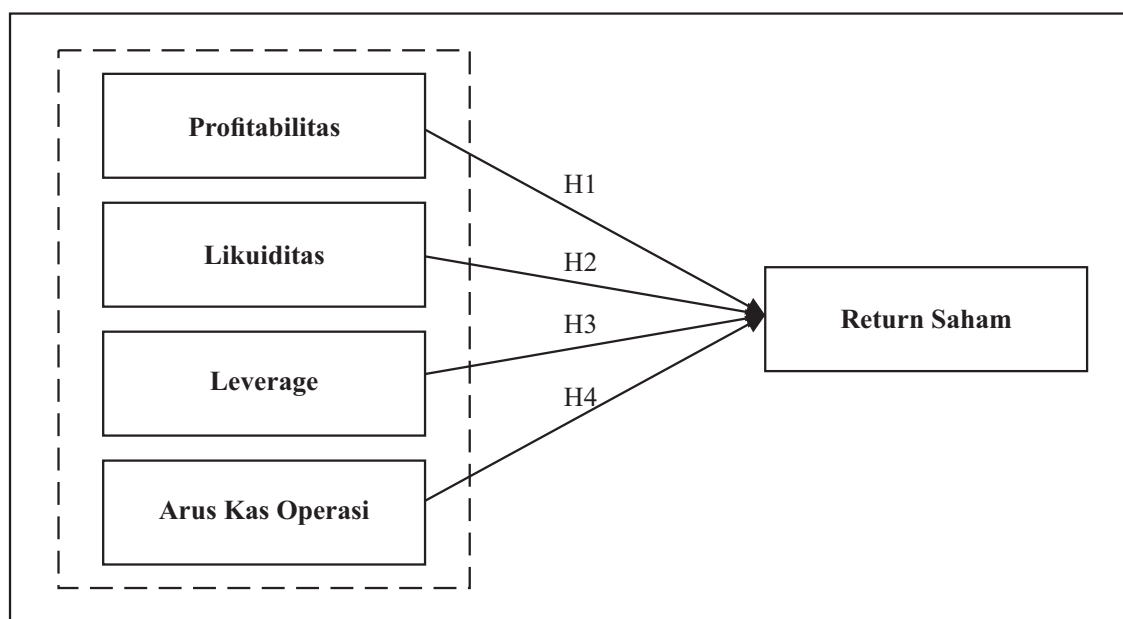 Profitabilitas
H1
Likuiditas
H2
Return Saham
H3
Leverage
H4
Arus Kas Operasi